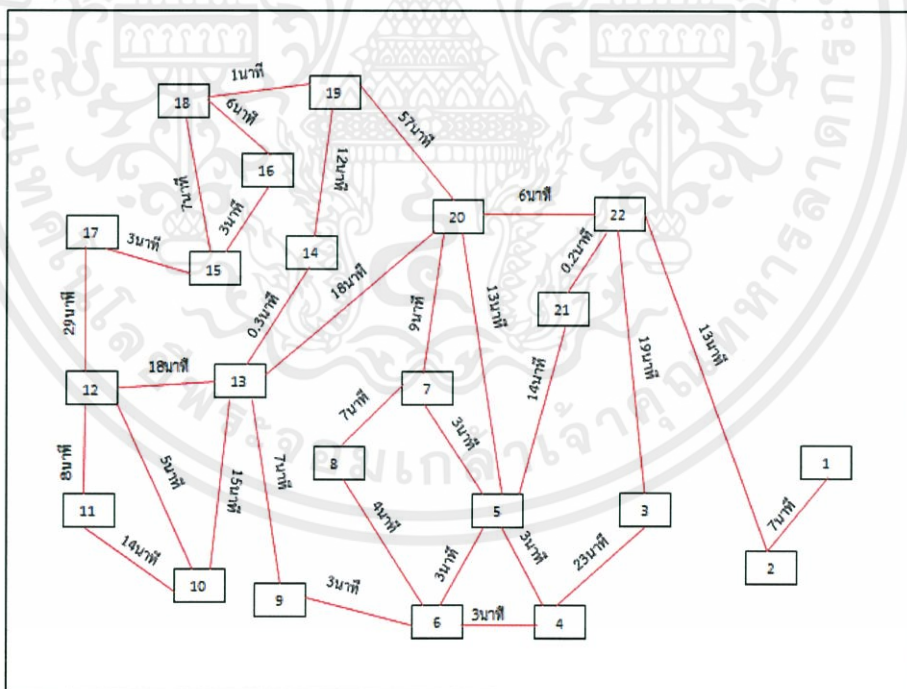 1นาที
19
18
6นาที
57นาที
12นาที
16
7นาที
3นาที
6นาที
20
22
17
3นาที
15
14
0.2นาที
18นาที
13นาที
21
29นาที
0.3นาที
9นาที
19นาที
13นาที
18นาที
12
13
7
14นาที
7นาที
3นาที
8
1
8นาที
5นาที
15นาที
7นาที
11
5
3
7นาที
4นาที
14นาที
3นาที
3นาที
23นาที
2
10
9
3นาที
6
3นาที
4